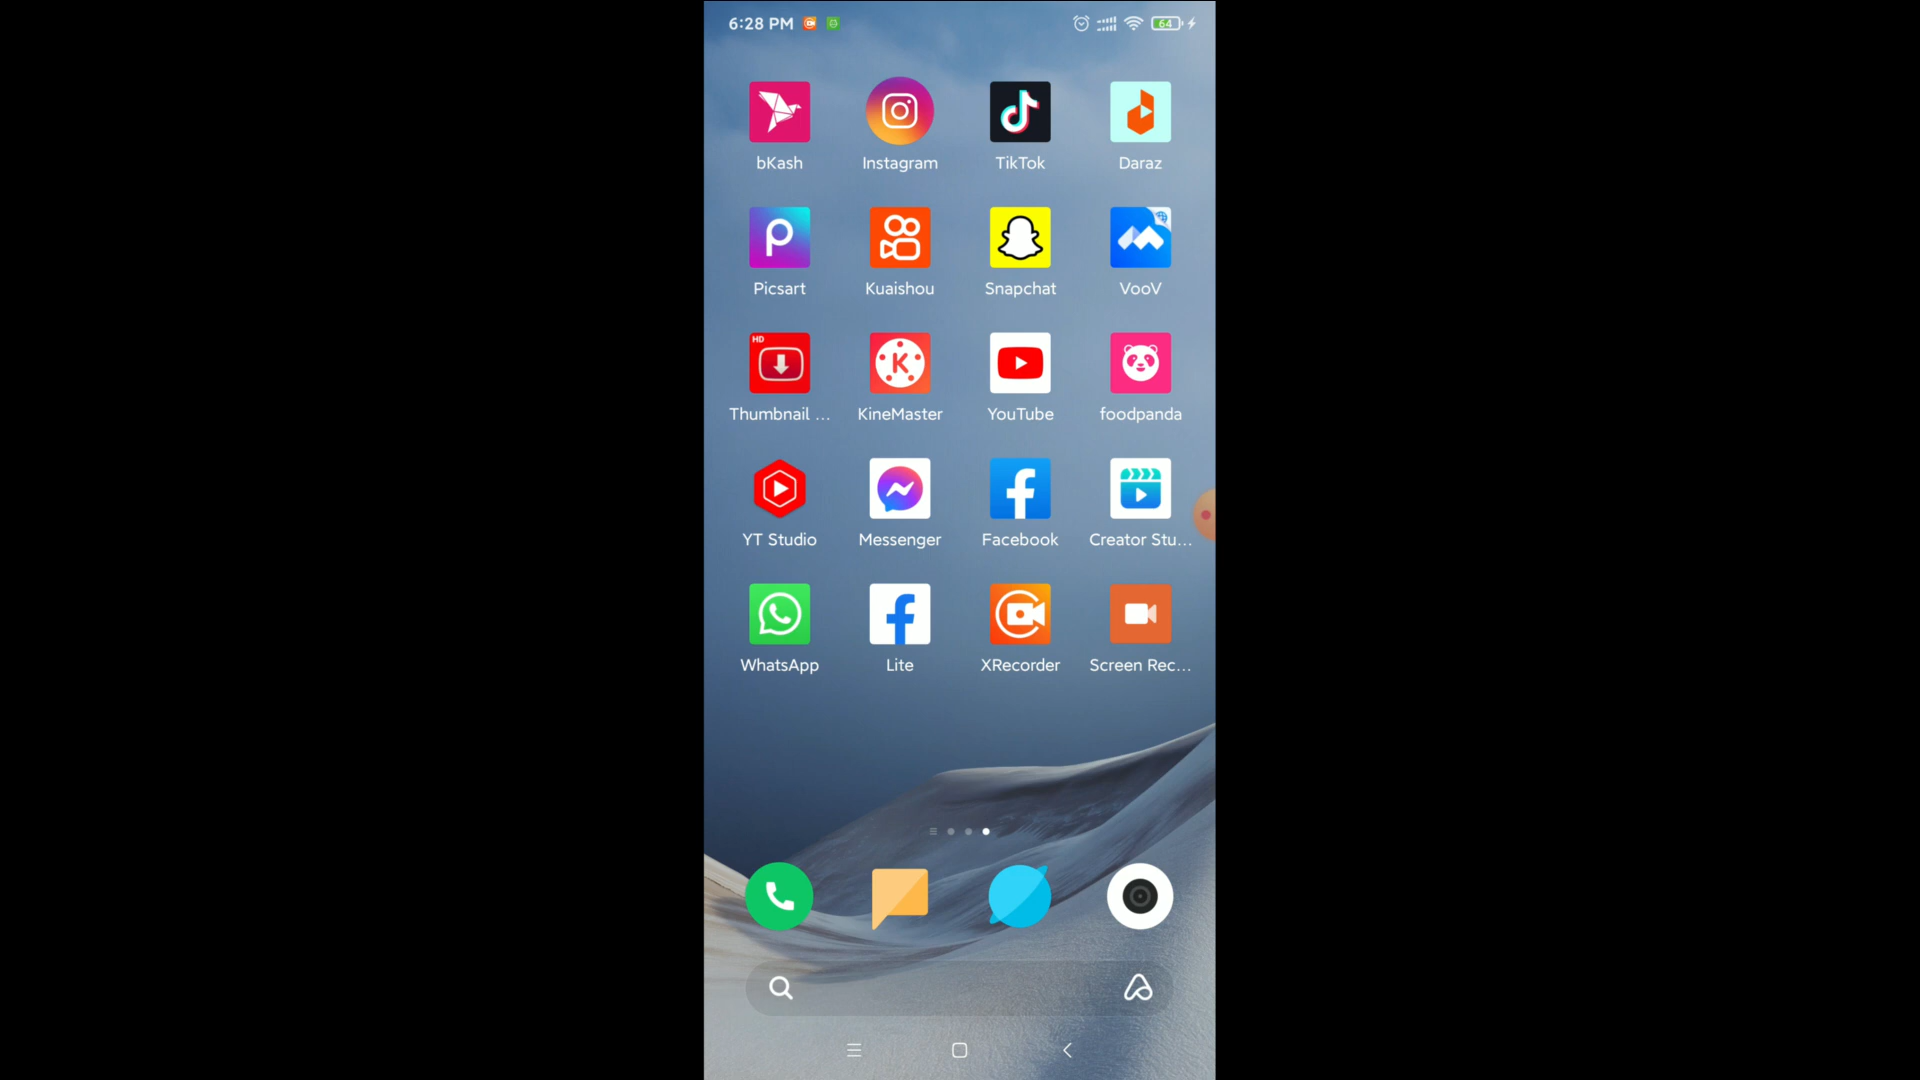 6:28 PM
64
bKash
Instagram
TikTok
Daraz
Picsart
Kuaishou
Snapchat
VooV
HD
Thumbnail ...
KineMaster
YouTube
foodpanda
YT Studio
Messenger
Facebook
Creator Stu...
WhatsApp
Lite
XRecorder
Screen Rec...